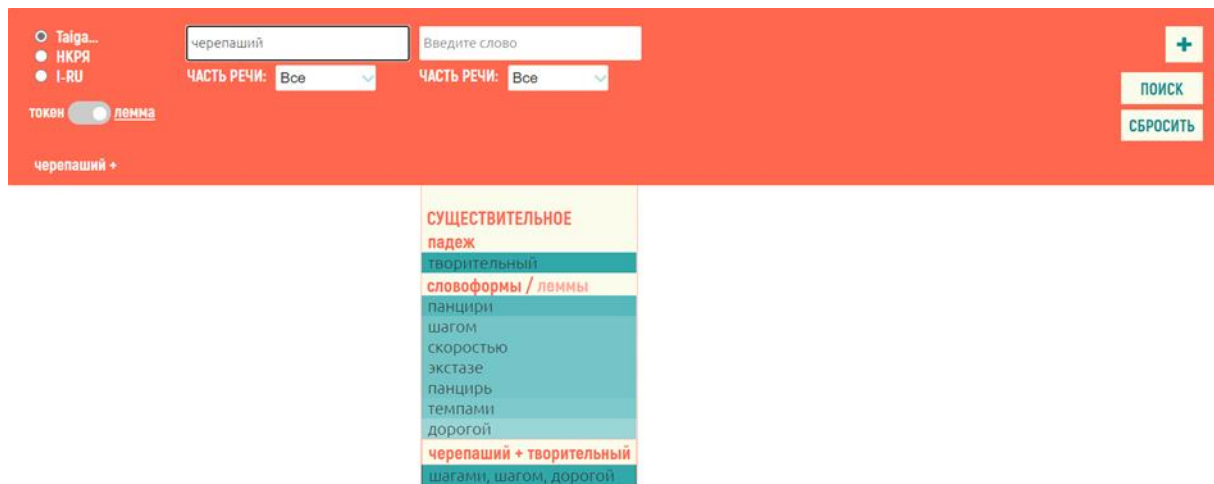 Taiga...
НКРЯ
I-RU
токен лемма
черепаший +
черепаший
ЧАСТЬ РЕЧИ: Все
Введите слово
ЧАСТЬ РЕЧИ: Все
+
ПОИСК
СБРОСИТЬ
СУЩЕСТВИТЕЛЬНОЕ
падеж
творительный
словоформы / леммы
панцири
шагом
скоростью
экстазе
панцирь
темпами
дорогой
черепаший + творительный
шагами, шагом, дорогой